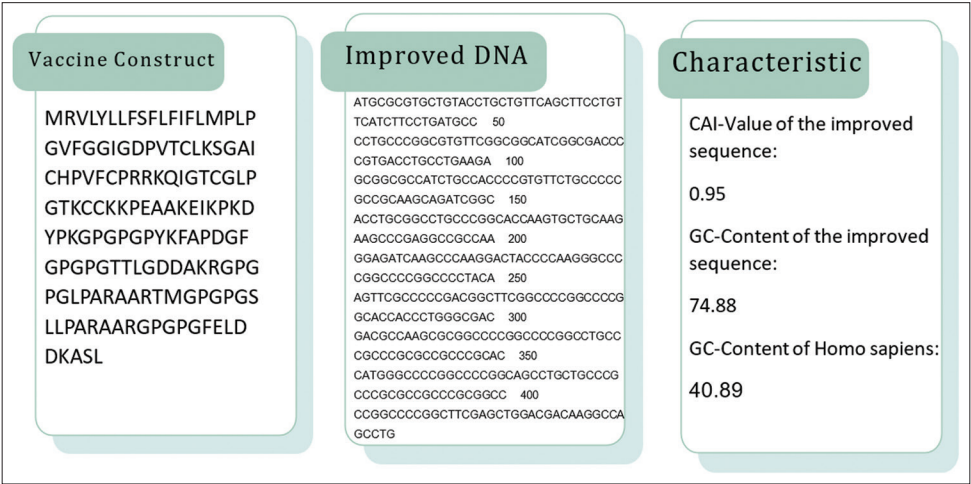 Vaccine Construct
MRVLYLLFSFLFIFLMPLP
GVFGGIGDPVTCLKSGAI
CHPVFCPRRKQIGTCGLP
GTKCCKKPEAAKEIKPKD
YPKGPGPGPYKFAPDGF
GPGPGTTLGDDAKRGPG
PGLPARAARTMGPGPGS
LLPARAARGPGPGFELD
DKASL
Improved DNA
ATGCGCGTGCTGTACCTGCTGTTCAGCTTCCTGT
TCATCTTCCTGATGCC 50
CCTGCCCGGCGTGTTCGGCGGCATCGGCGACCC
CGTGACCTGCCTGAAGA 100
GCGGCGCCATCTGCCACCCCGTGTTCTGCCCCC
GCCGCAAGCAGATCGGC 150
ACCTGCGGCCTGCCCGGCACCAAGTGCTGCAAG
AAGCCCGAGGCCGCCAA 200
GGAGATCAAGCCCAAGGACTACCCCAAGGGCCC
CGGCCCCGGCCCCTACA 250
AGTTCGCCCCCGACGGCTTCGGCCCCGGCCCCG
GCACCACCCTGGGCGAC 300
GACGCCAAGCGCGGCCCCGGCCCCGGCCTGCC
CGCCCGCGCCGCCCGCAC 350
CATGGGCCCCGGCCCCGGCAGCCTGCTGCCCG
CCCGCGCCGCCCGCGGCC 400
CCGGCCCCGGCTTCGAGCTGGACGACAAGGCCA
GCCTG
Characteristic
CAI-Value of the improved
sequence:
0.95
GC-Content of the improved
sequence:
74.88
GC-Content of Homo sapiens:
40.89